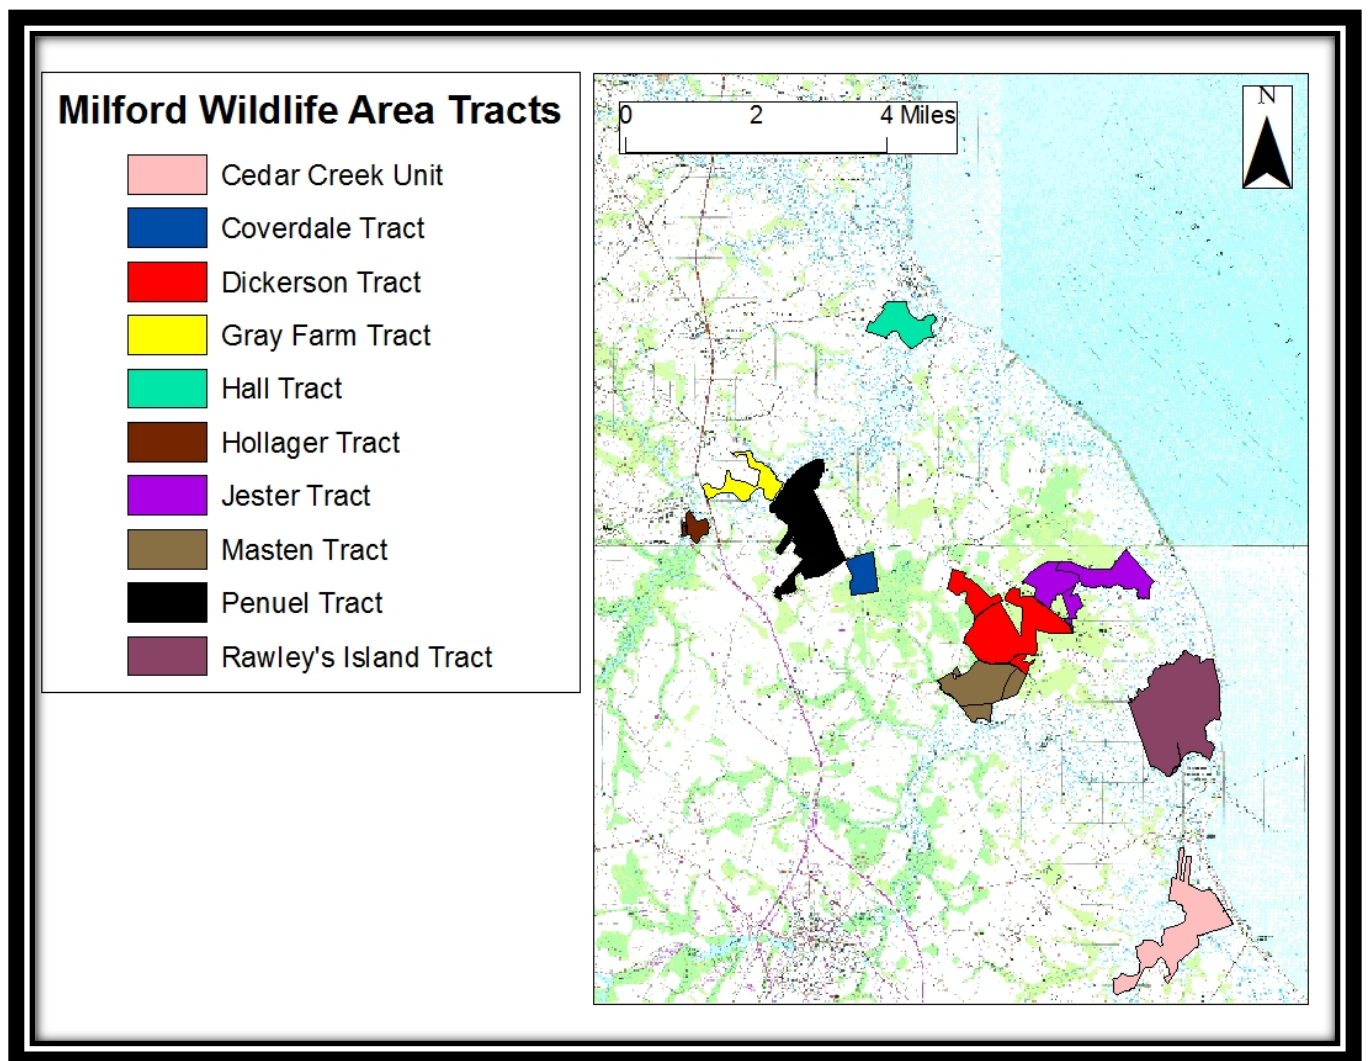 Milford Wildlife Area Tracts
Cedar Creek Unit
Coverdale Tract
Dickerson Tract
Gray Farm Tract
Hall Tract
Hollager Tract
Jester Tract
Masten Tract
Penuel Tract
Rawley's Island Tract
0 2 4 Miles
N